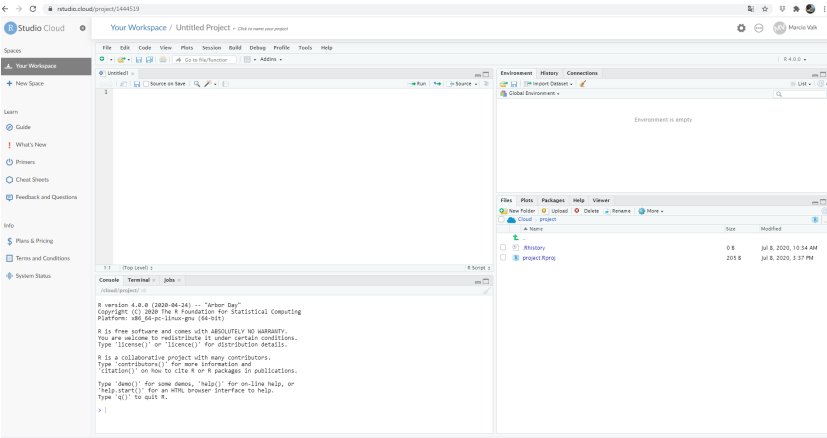 rstudio.cloud/project/1444519
R Studio Cloud
Your Workspace / Untitled Project • Click to name your project
MV Marcio Valk
Spaces
Your Workspace
+ New Space
Learn
Guide
! What's New
Primers
Cheat Sheets
Feedback and Questions
Info
$ Plans & Pricing
Terms and Conditions
System Status
File Edit Code View Plots Session Build Debug Profile Tools Help
Go to file/function Addins
R 4.0.0
Untitled1
Source on Save Run Source
1
1:1 (Top Level) R Script
Console Terminal Jobs
/cloud/project/
R version 4.0.0 (2020-04-24) -- "Arbor Day"
Copyright (C) 2020 The R Foundation for Statistical Computing
Platform: x86_64-pc-linux-gnu (64-bit)
R is free software and comes with ABSOLUTELY NO WARRANTY.
You are welcome to redistribute it under certain conditions.
Type 'license()' or 'licence()' for distribution details.
R is a collaborative project with many contributors.
Type 'contributors()' for more information and
'citation()' on how to cite R or R packages in publications.
Type 'demo()' for some demos, 'help()' for on-line help, or
'help.start()' for an HTML browser interface to help.
Type 'q()' to quit R.
>
Environment History Connections
Import Dataset List
Global Environment
Environment is empty
Files Plots Packages Help Viewer
New Folder Upload Delete Rename More
Cloud project
Name Size Modified
..
.Rhistory 0 B Jul 8, 2020, 10:34 AM
project.Rproj 205 B Jul 8, 2020, 3:37 PM